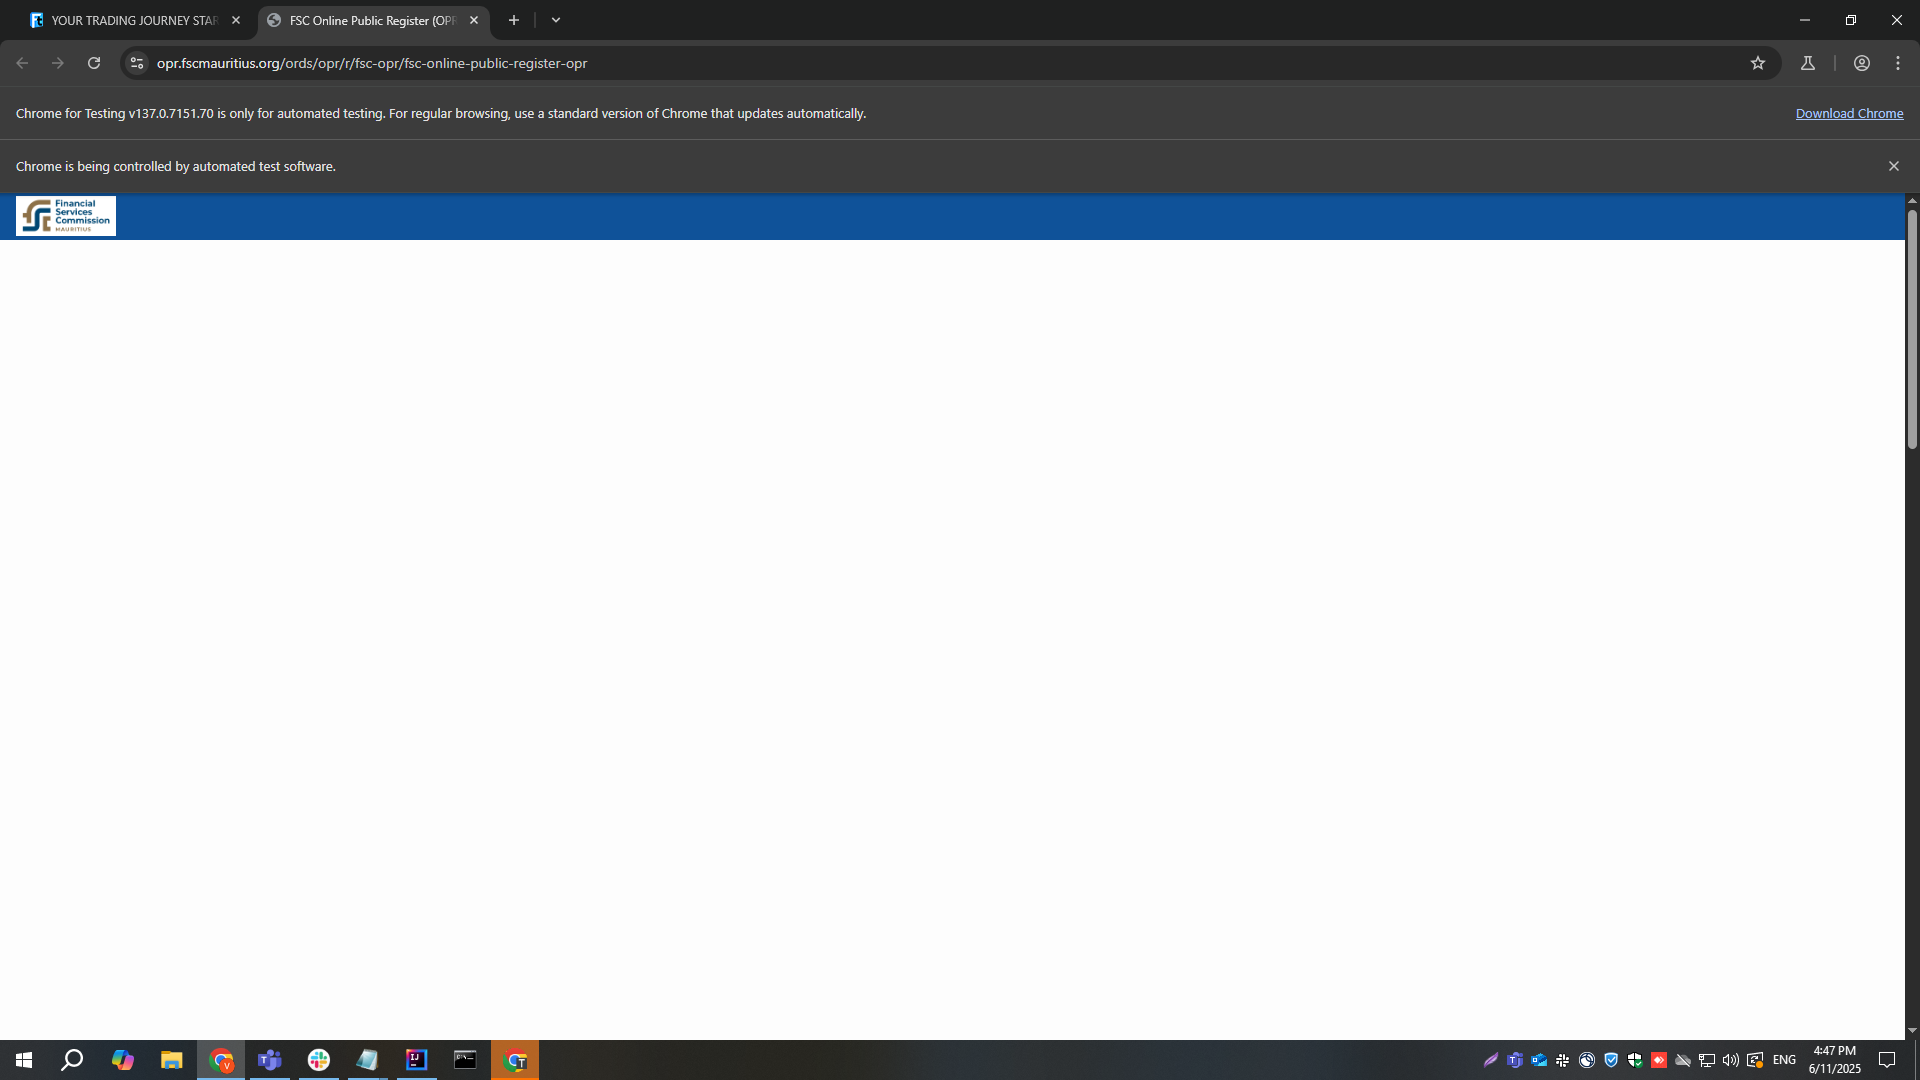 YOUR TRADING JOURNEY STAR
FSC Online Public Register (OPR
opr.fscmauritius.org/ords/opr/r/fsc-opr/fsc-online-public-register-opr
Chrome for Testing v137.0.7151.70 is only for automated testing. For regular browsing, use a standard version of Chrome that updates automatically.
Download Chrome
Chrome is being controlled by automated test software.
Financial
Services
Commission
MAURITIUS
ENG
4:47 PM
6/11/2025